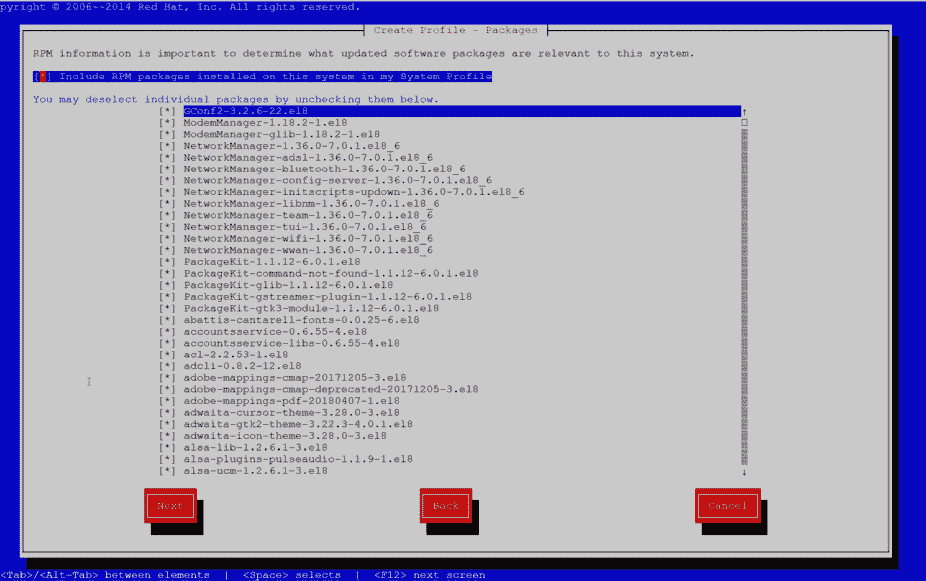 pyright © 2006--2014 Red Hat, Inc. All rights reserved.
Create Profile - Packages
RPM information is important to determine what updated software packages are relevant to this system.
[*] Include RPM packages installed on this system in my System Profile
You may deselect individual packages by unchecking them below.
[*] GConf2-3.2.6-22.el8
[*] ModemManager-1.18.2-1.el8
[*] ModemManager-glib-1.18.2-1.el8
[*] NetworkManager-1.36.0-7.0.1.el8_6
[*] NetworkManager-adsl-1.36.0-7.0.1.el8_6
[*] NetworkManager-bluetooth-1.36.0-7.0.1.el8_6
[*] NetworkManager-config-server-1.36.0-7.0.1.el8_6
[*] NetworkManager-initscripts-updown-1.36.0-7.0.1.el8_6
[*] NetworkManager-libnm-1.36.0-7.0.1.el8_6
[*] NetworkManager-team-1.36.0-7.0.1.el8_6
[*] NetworkManager-tui-1.36.0-7.0.1.el8_6
[*] NetworkManager-wifi-1.36.0-7.0.1.el8_6
[*] NetworkManager-wwan-1.36.0-7.0.1.el8_6
[*] PackageKit-1.1.12-6.0.1.el8
[*] PackageKit-command-not-found-1.1.12-6.0.1.el8
[*] PackageKit-glib-1.1.12-6.0.1.el8
[*] PackageKit-gstreamer-plugin-1.1.12-6.0.1.el8
[*] PackageKit-gtk3-module-1.1.12-6.0.1.el8
[*] abattis-cantarell-fonts-0.0.25-6.el8
[*] accountsservice-0.6.55-4.el8
[*] accountsservice-libs-0.6.55-4.el8
[*] acl-2.2.53-1.el8
[*] adcli-0.8.2-12.el8
[*] adobe-mappings-cmap-20171205-3.el8
[*] adobe-mappings-cmap-deprecated-20171205-3.el8
[*] adobe-mappings-pdf-20180407-1.el8
[*] adwaita-cursor-theme-3.28.0-3.el8
[*] adwaita-gtk2-theme-3.22.3-4.0.1.el8
[*] adwaita-icon-theme-3.28.0-3.el8
[*] alsa-lib-1.2.6.1-3.el8
[*] alsa-plugins-pulseaudio-1.1.9-1.el8
[*] alsa-ucm-1.2.6.1-3.el8
Next Back Cancel
<Tab>/<Alt-Tab> between elements | <Space> selects | <F12> next screen